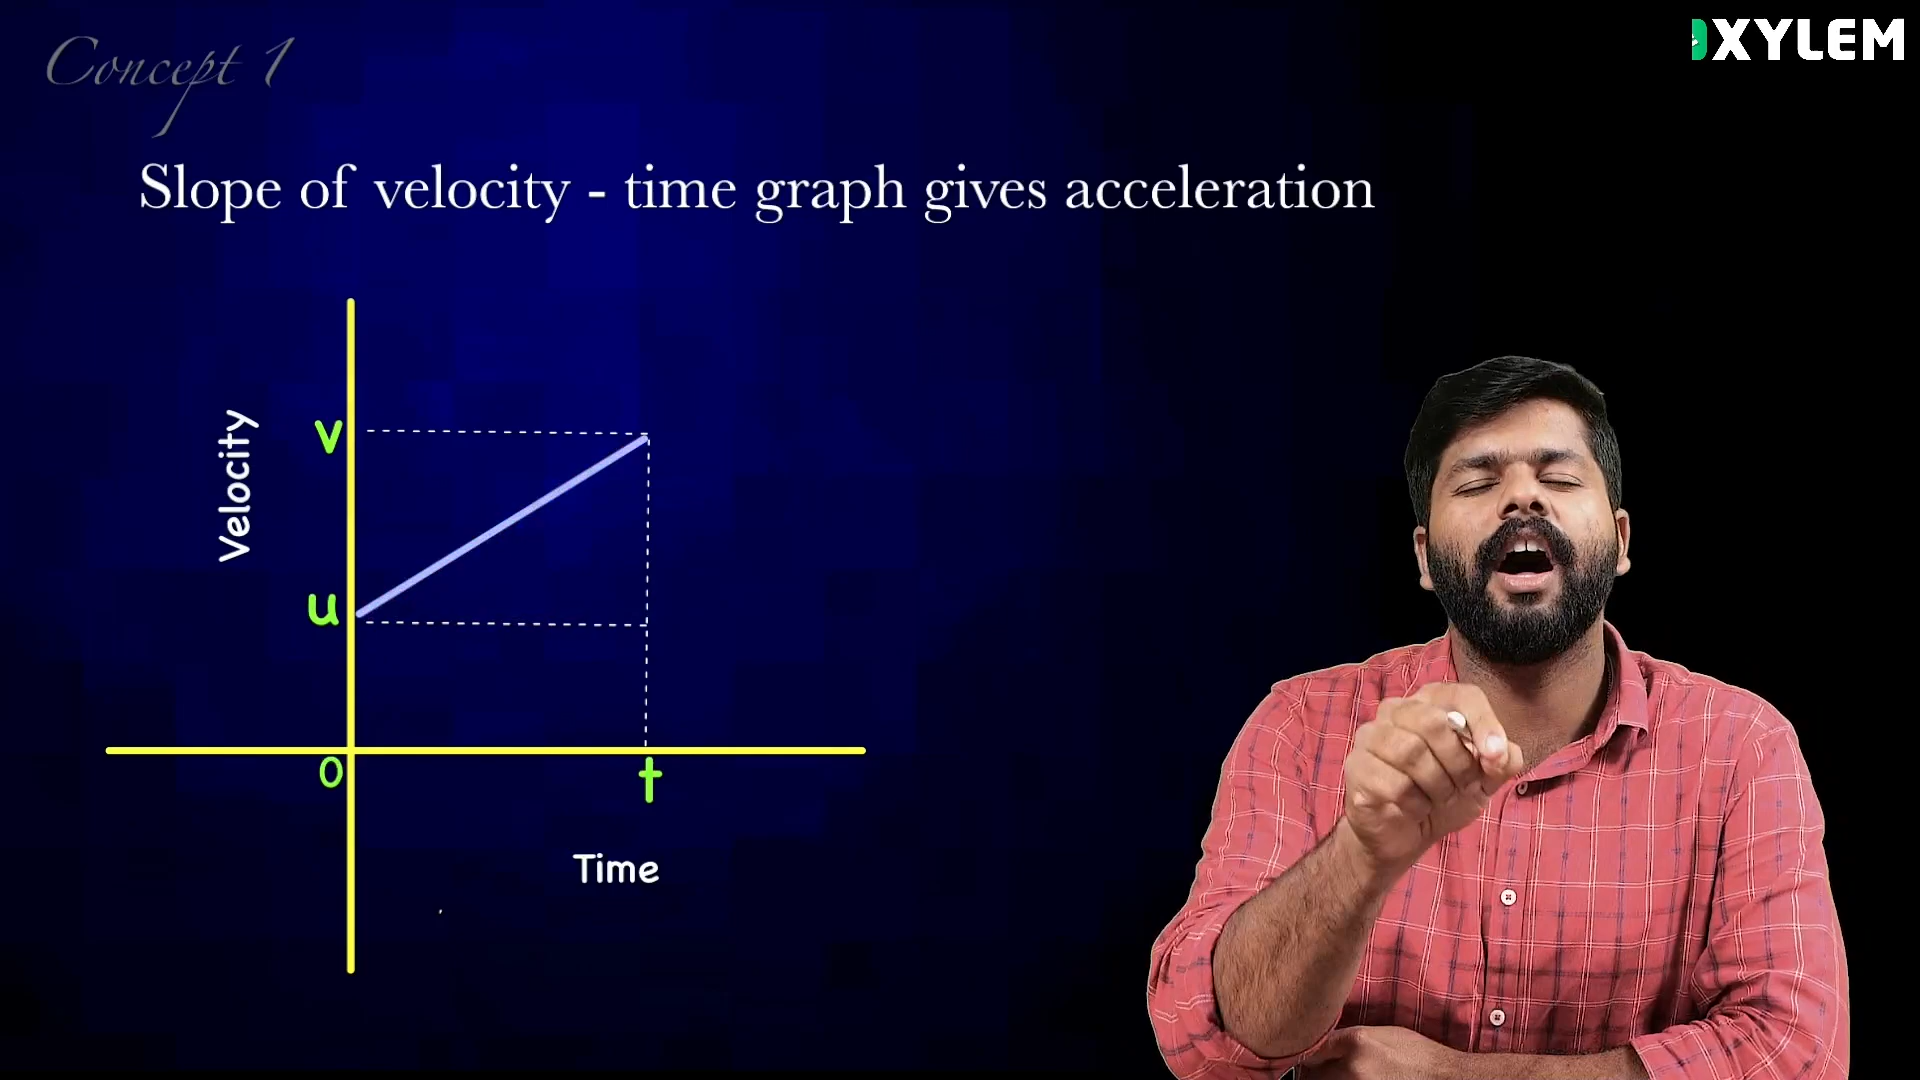 Concept 1
XYLEM
Slope of velocity - time graph gives acceleration
Velocity
v
u
0
t
Time